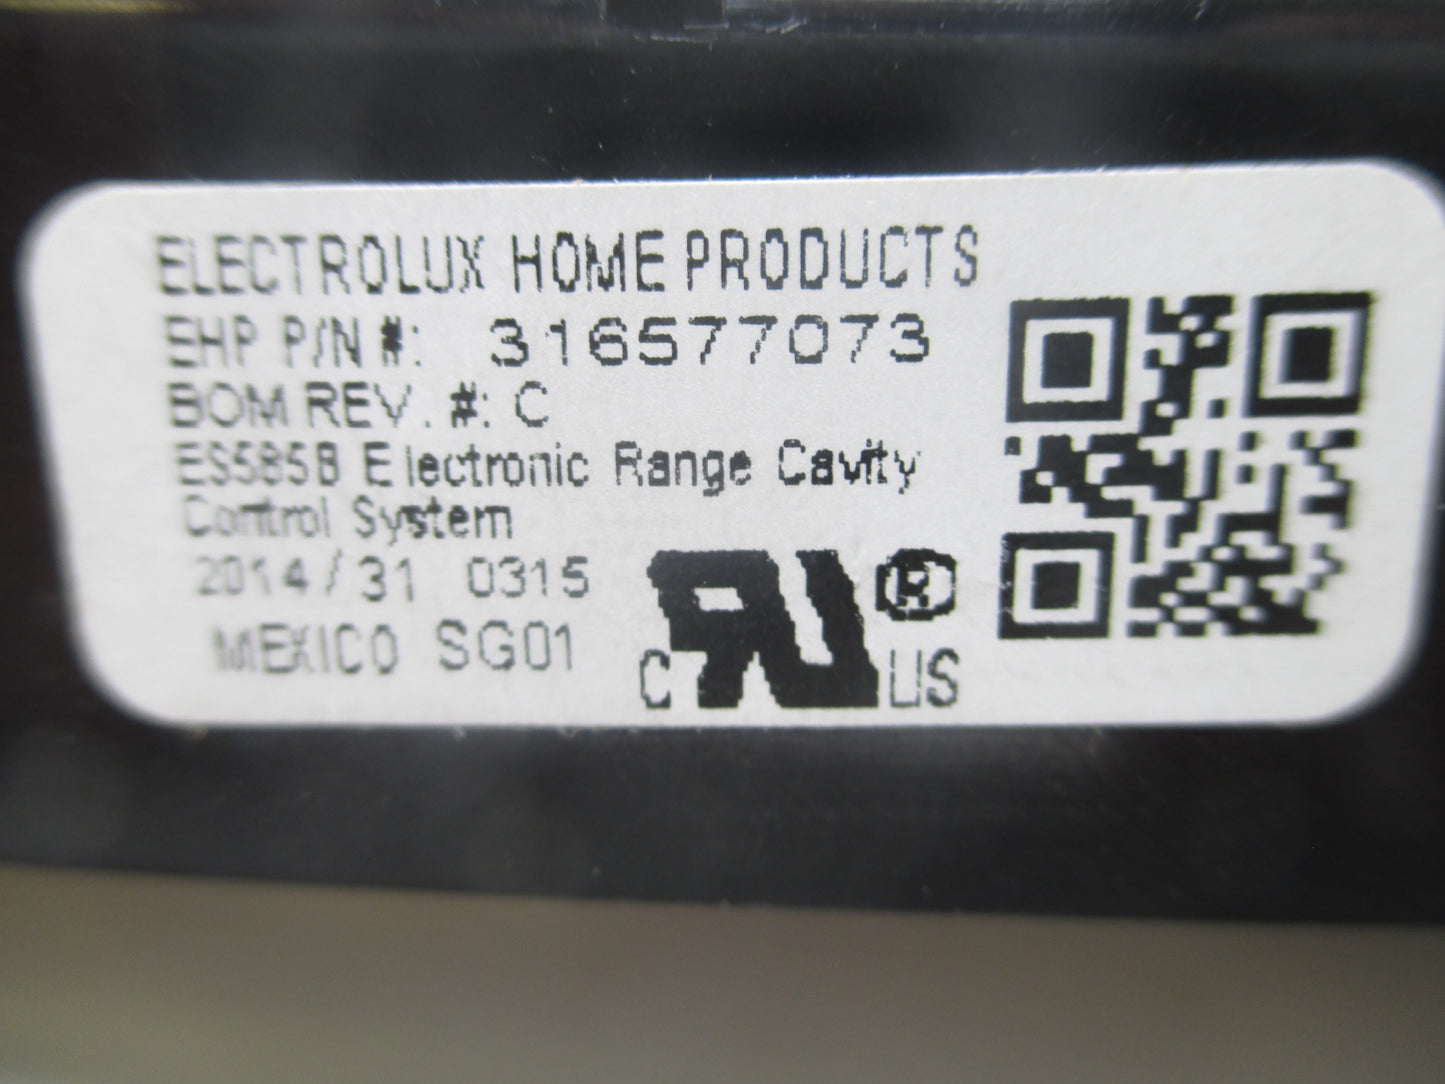 ELECTROLUX HOME PRODUCTS
EHP P/N #: 316577073
BOM REV. #: C
ES585B Electronic Range Cavity
Control System
2014/31 0315
MEXICO SG01
C RU ® US